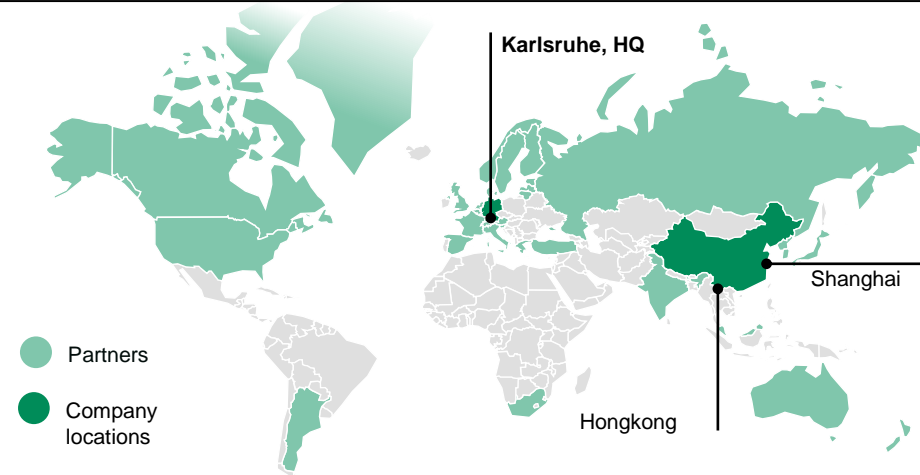 Karlsruhe, HQ
Shanghai
Partners
Company
locations
Hongkong